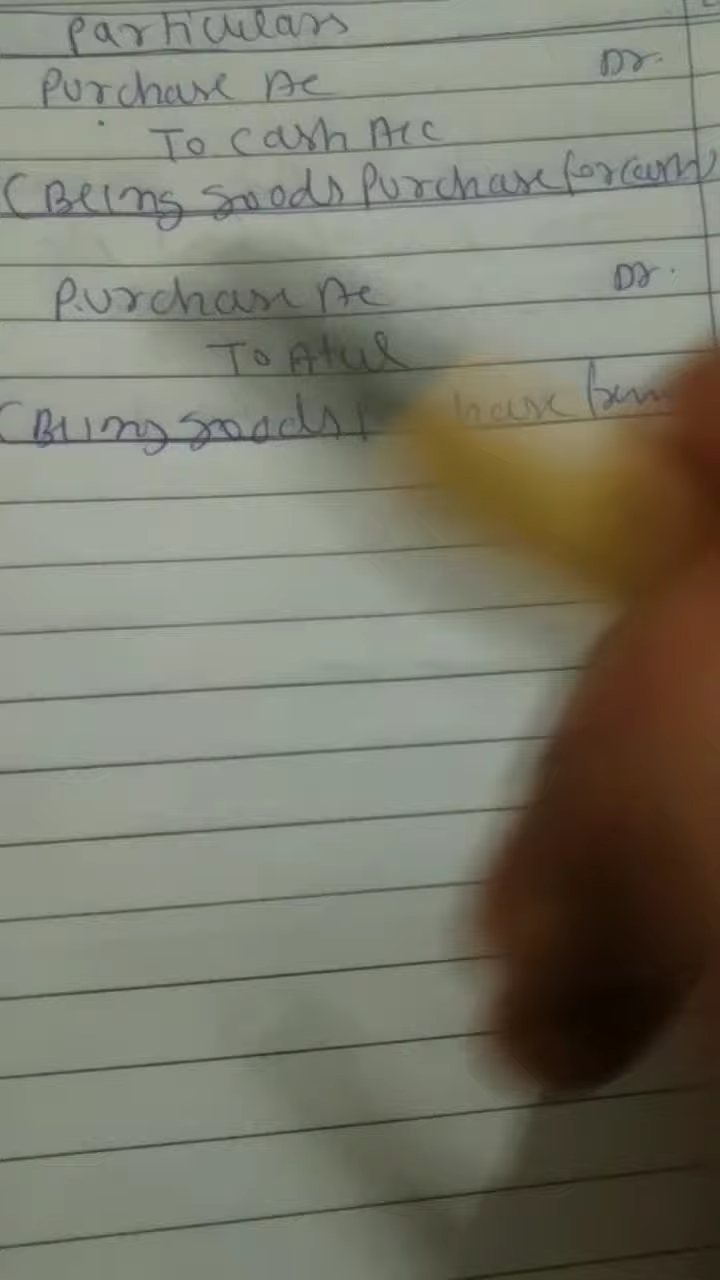 Particulars
Purchase Ac Dr.
To Cash Acc
(Being goods Purchase for cash)
Purchase Ac Dr.
To Atul
(Being goods